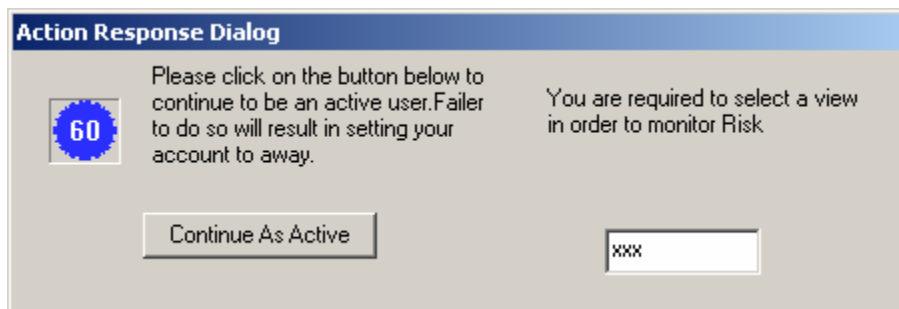 Action Response Dialog
60
Please click on the button below to
continue to be an active user.Failer
to do so will result in setting your
account to away.
You are required to select a view
in order to monitor Risk
Continue As Active
xxx